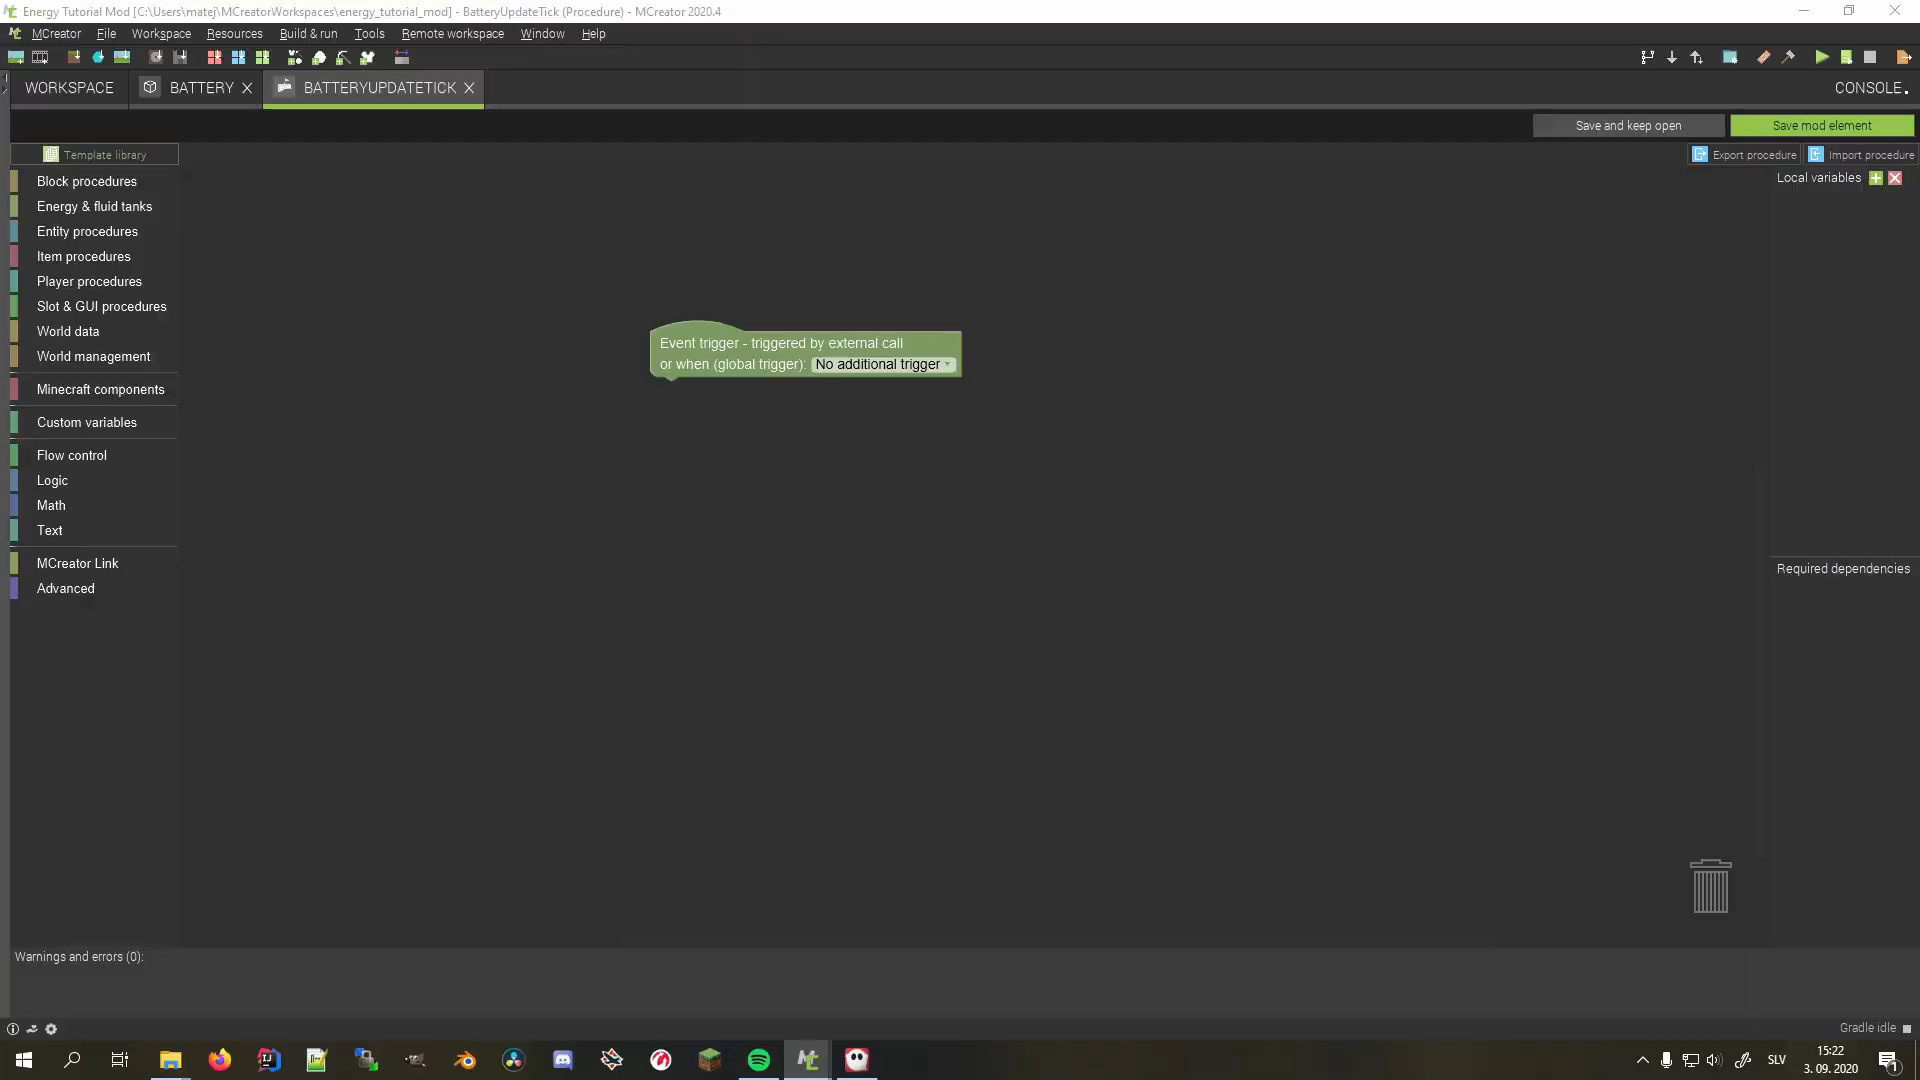 Energy Tutorial Mod [C:\Users\matej\MCreatorWorkspaces\energy_tutorial_mod] - BatteryUpdateTick (Procedure) - MCreator 2020.4
MCreator File Workspace Resources Build & run Tools Remote workspace Window Help
WORKSPACE BATTERY BATTERYUPDATETICK CONSOLE.
Save and keep open Save mod element
Template library Export procedure Import procedure
Local variables
Block procedures
Energy & fluid tanks
Entity procedures
Item procedures
Player procedures
Slot & GUI procedures
World data
World management
Minecraft components
Custom variables
Flow control
Logic
Math
Text
MCreator Link
Advanced
Event trigger - triggered by external call
or when (global trigger): No additional trigger
Required dependencies
Warnings and errors (0):
Gradle idle
SLV
15:22
3. 09. 2020
1